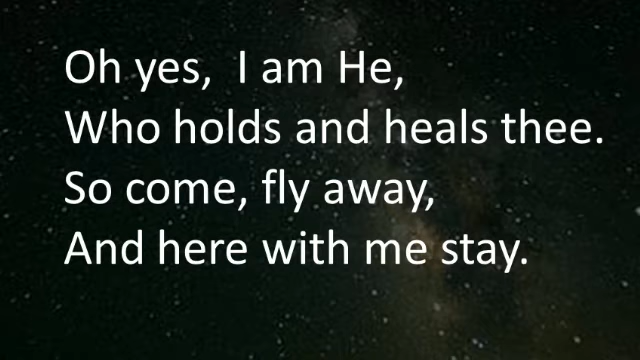 Oh yes,  I am He,
Who holds and heals thee.
So come, fly away,
And here with me stay.